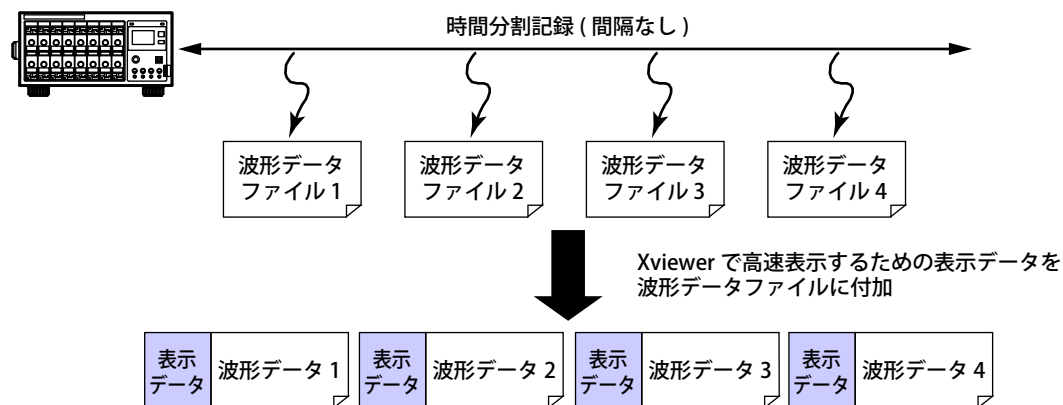 時間分割記録 ( 間隔なし )
波形データ
ファイル 1
波形データ
ファイル 2
波形データ
ファイル 3
波形データ
ファイル 4
Xviewer で高速表示するための表示データを
波形データファイルに付加
表示
データ
波形データ 1
表示
データ
波形データ 2
表示
データ
波形データ 3
表示
データ
波形データ 4